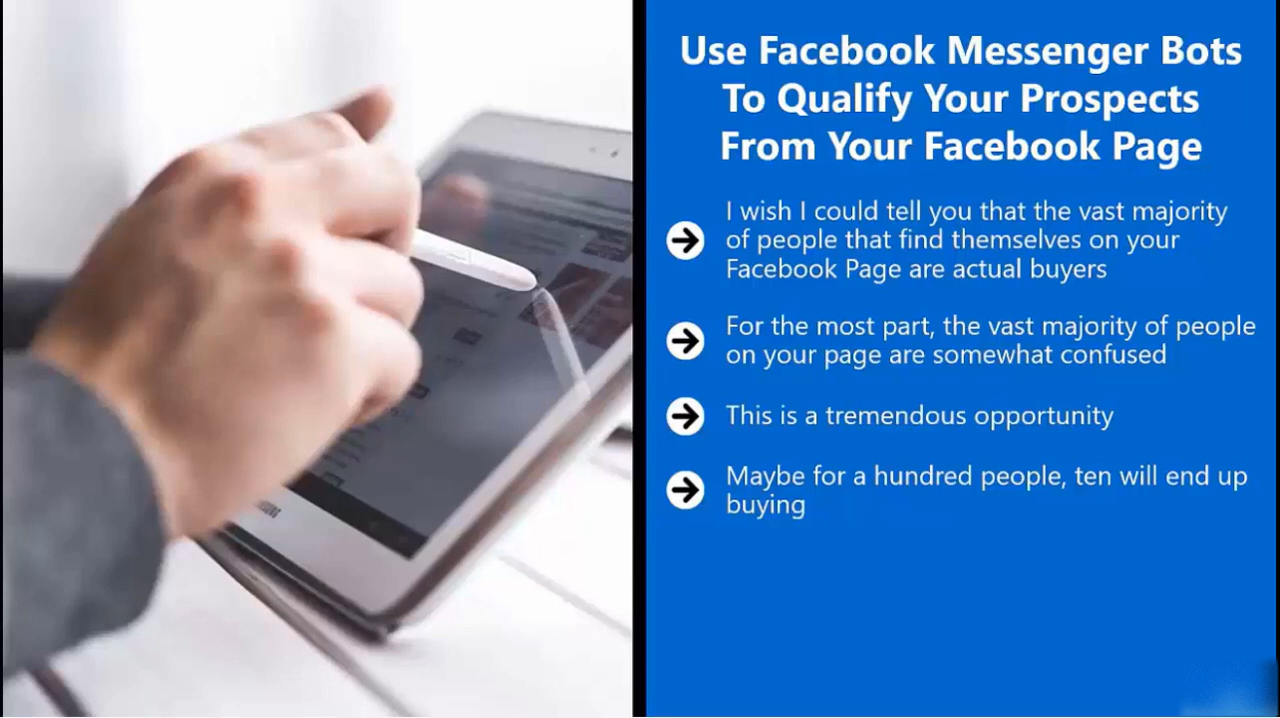 Use Facebook Messenger Bots
To Qualify Your Prospects
From Your Facebook Page
I wish I could tell you that the vast majority
of people that find themselves on your
Facebook Page are actual buyers
For the most part, the vast majority of people
on your page are somewhat confused
This is a tremendous opportunity
Maybe for a hundred people, ten will end up
buying